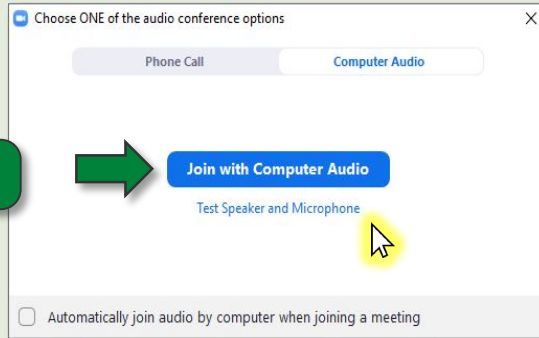 Choose ONE of the audio conference options
Phone Call Computer Audio
Join with Computer Audio
Test Speaker and Microphone
Automatically join audio by computer when joining a meeting